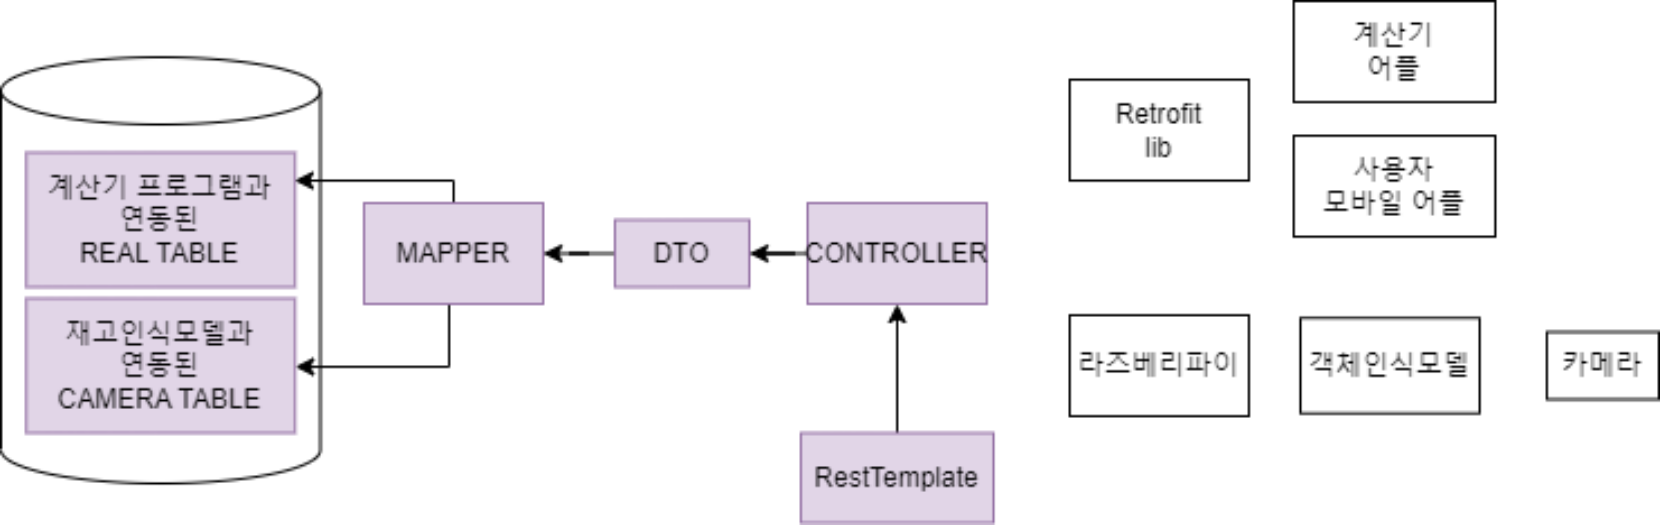 계산기 프로그램과
연동된
REAL TABLE
재고인식모델과
연동된
CAMERA TABLE
MAPPER
DTO
CONTROLLER
RestTemplate
Retrofit
lib
계산기
어플
사용자
모바일 어플
라즈베리파이
객체인식모델
카메라